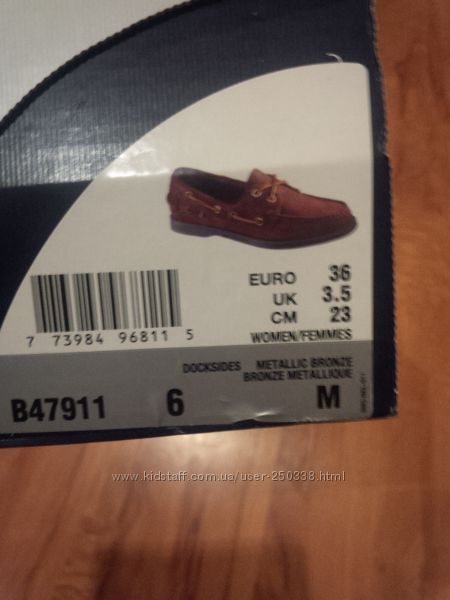 EURO 36
UK 3.5
CM 23
WOMEN/FEMMES
7 73984 96811 5
DOCKSIDES METALLIC BRONZE
BRONZE METALLIQUE
B47911 6 M
www.kidstaff.com.ua/user-250338.html